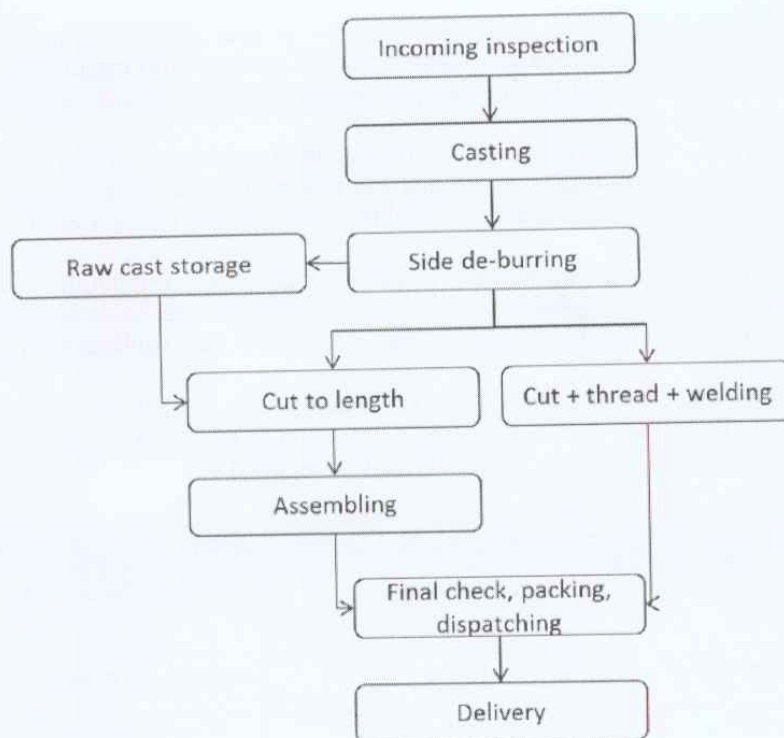 Incoming inspection
Casting
Raw cast storage
Side de-burring
Cut to length
Cut + thread + welding
Assembling
Final check, packing,
dispatching
Delivery